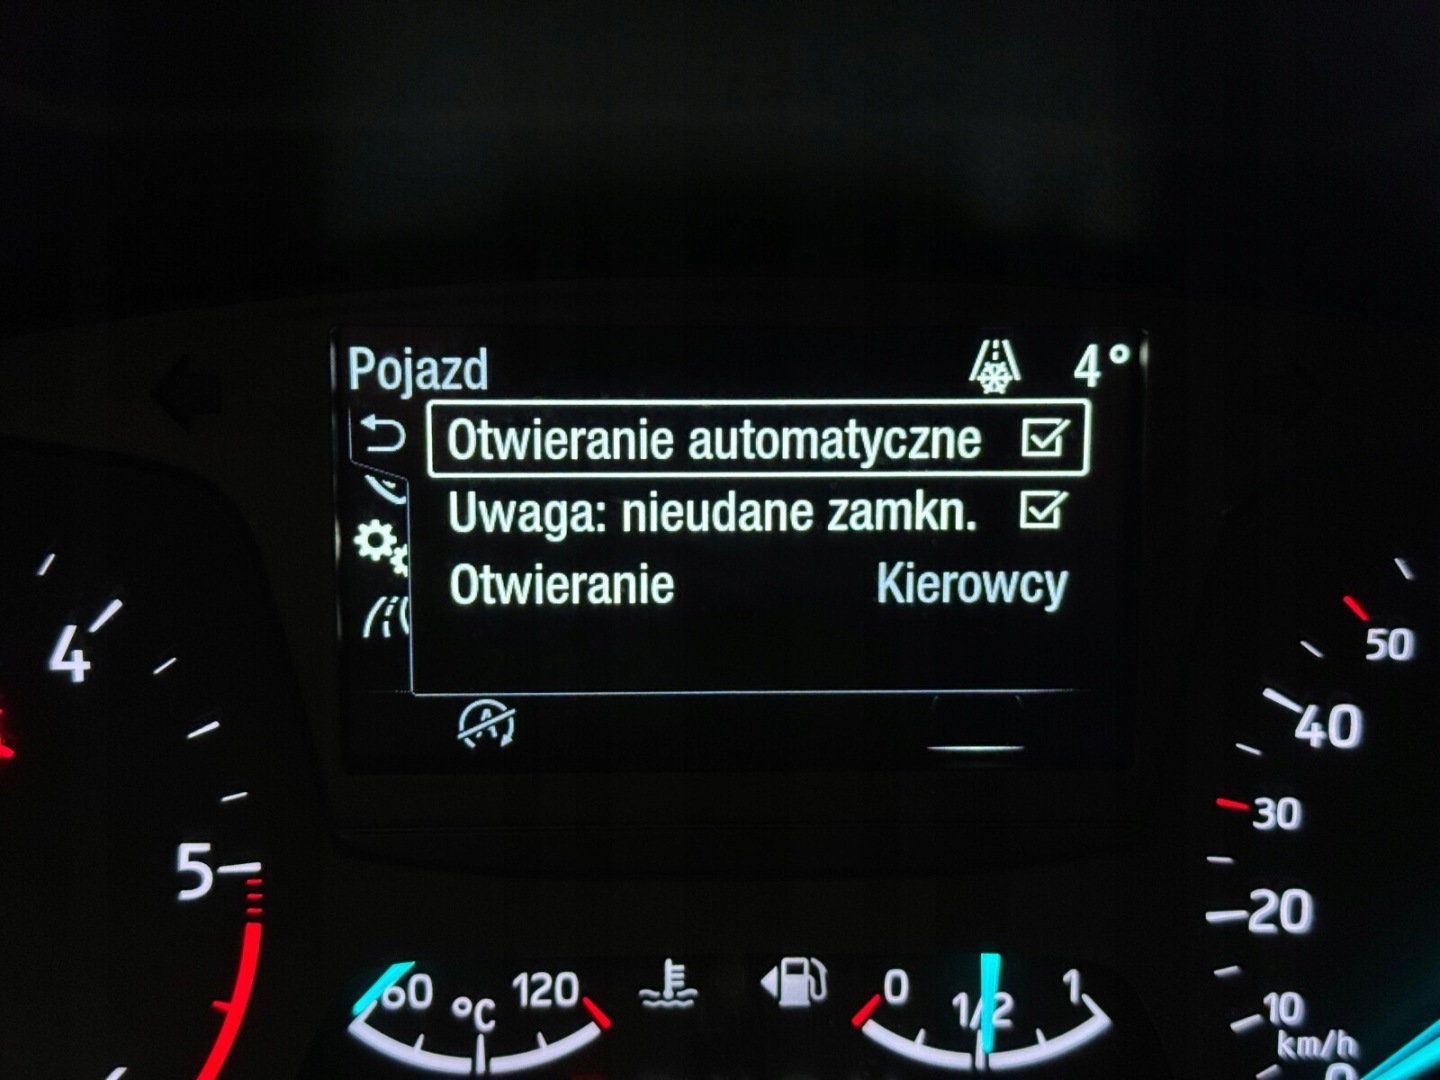 Pojazd 4°
Otwieranie automatyczne
Uwaga: nieudane zamkn.
Otwieranie Kierowcy
A
4
5
50
40
30
20
10
km/h
0
60 °C 120
0 1/2 1